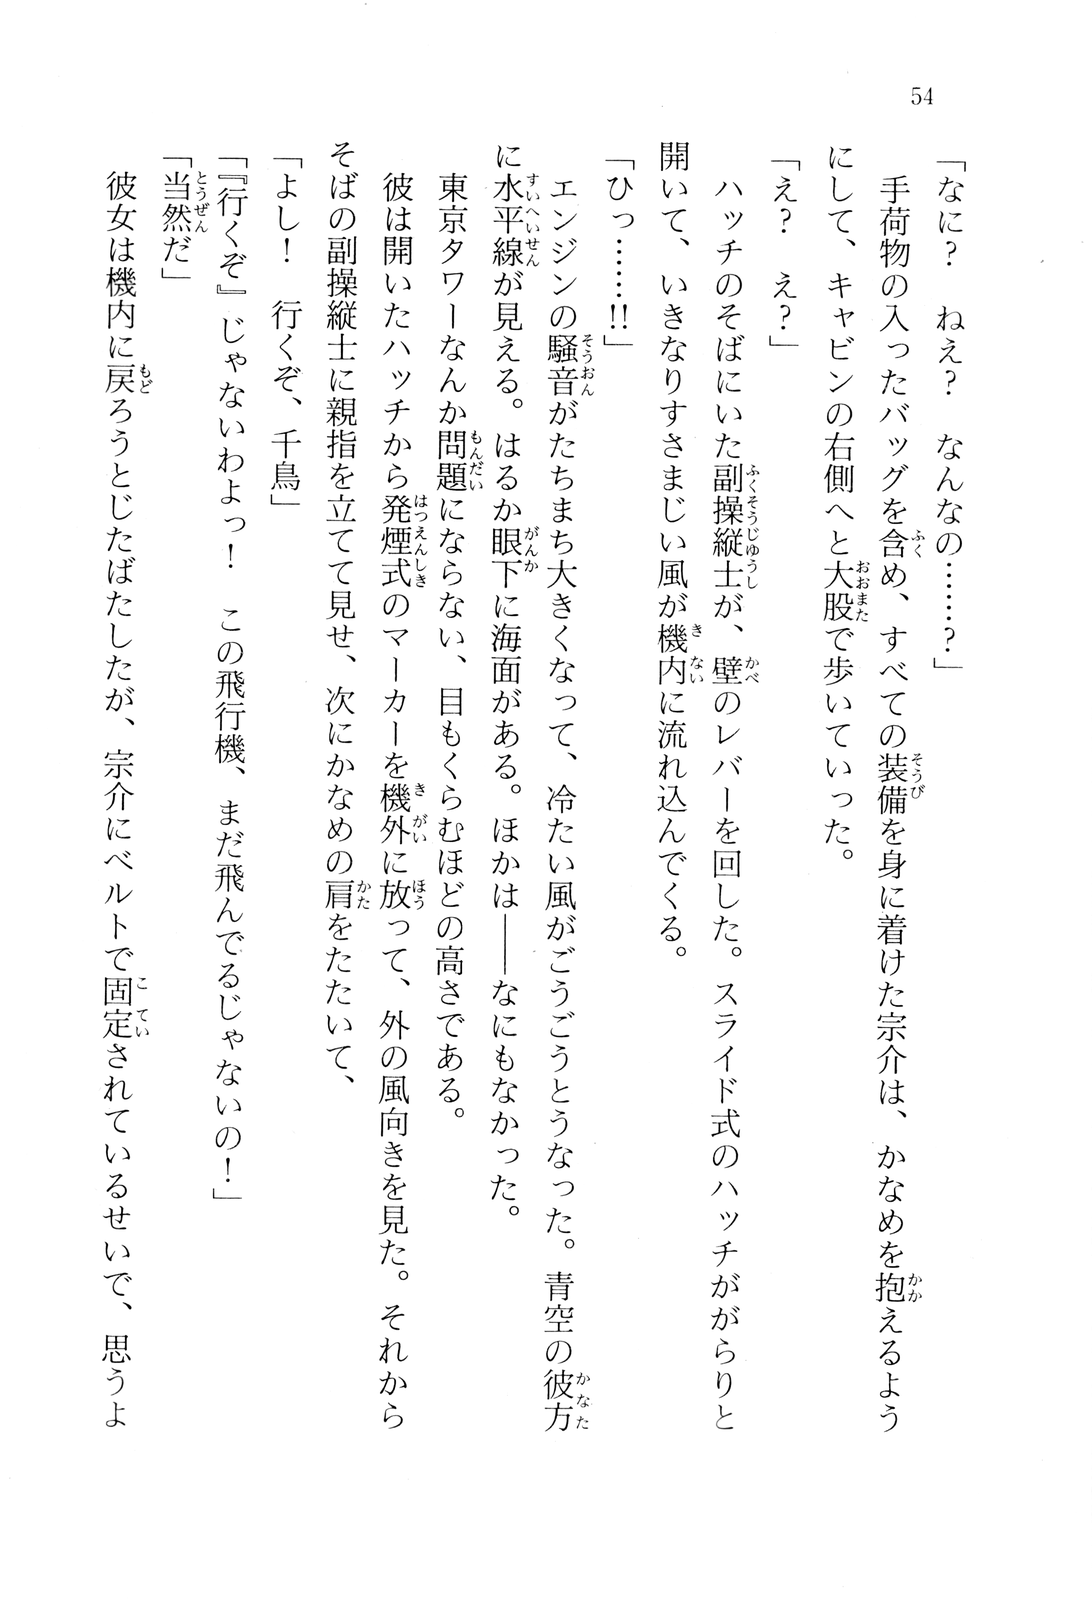 54
「なに？　ねえ？　なんなの……？」
　手荷物の入ったバッグを含め、すべての装備を身に着けた宗介は、かなめを抱えるよう
にして、キャビンの右側へと大股で歩いていった。
「え？　え？」
　ハッチのそばにいた副操縦士が、壁のレバーを回した。スライド式のハッチががらりと
開いて、いきなりすさまじい風が機内に流れ込んでくる。
「ひっ……!!」
　エンジンの騒音がたちまち大きくなって、冷たい風がごうごうとうなった。青空の彼方
に水平線が見える。はるか眼下に海面がある。ほかは――なにもなかった。
　東京タワーなんか問題にならない、目もくらむほどの高さである。
　彼は開いたハッチから発煙式のマーカーを機外に放って、外の風向きを見た。それから
そばの副操縦士に親指を立てて見せ、次にかなめの肩をたたいて、
「よし！　行くぞ、千鳥」
「『行くぞ』じゃないわよっ！　この飛行機、まだ飛んでるじゃないの！」
「当然だ」
　彼女は機内に戻ろうとじたばたしたが、宗介にベルトで固定されているせいで、思うよ